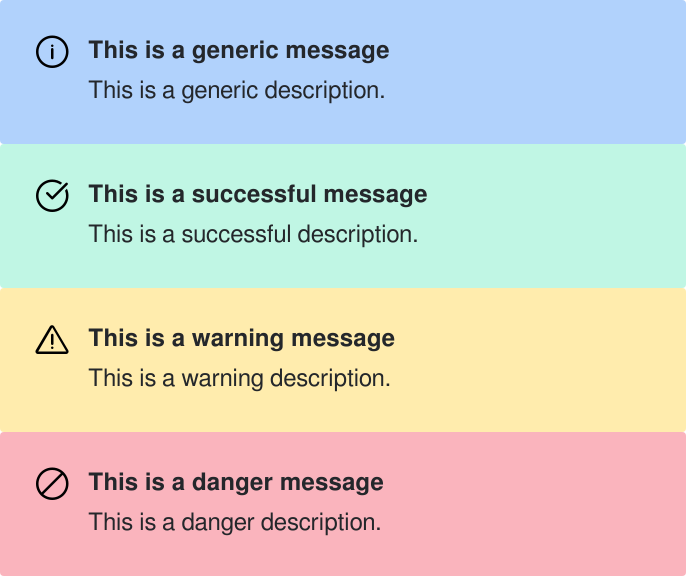 This is a generic message
This is a generic description.
This is a successful message
This is a successful description.
This is a warning message
This is a warning description.
This is a danger message
This is a danger description.